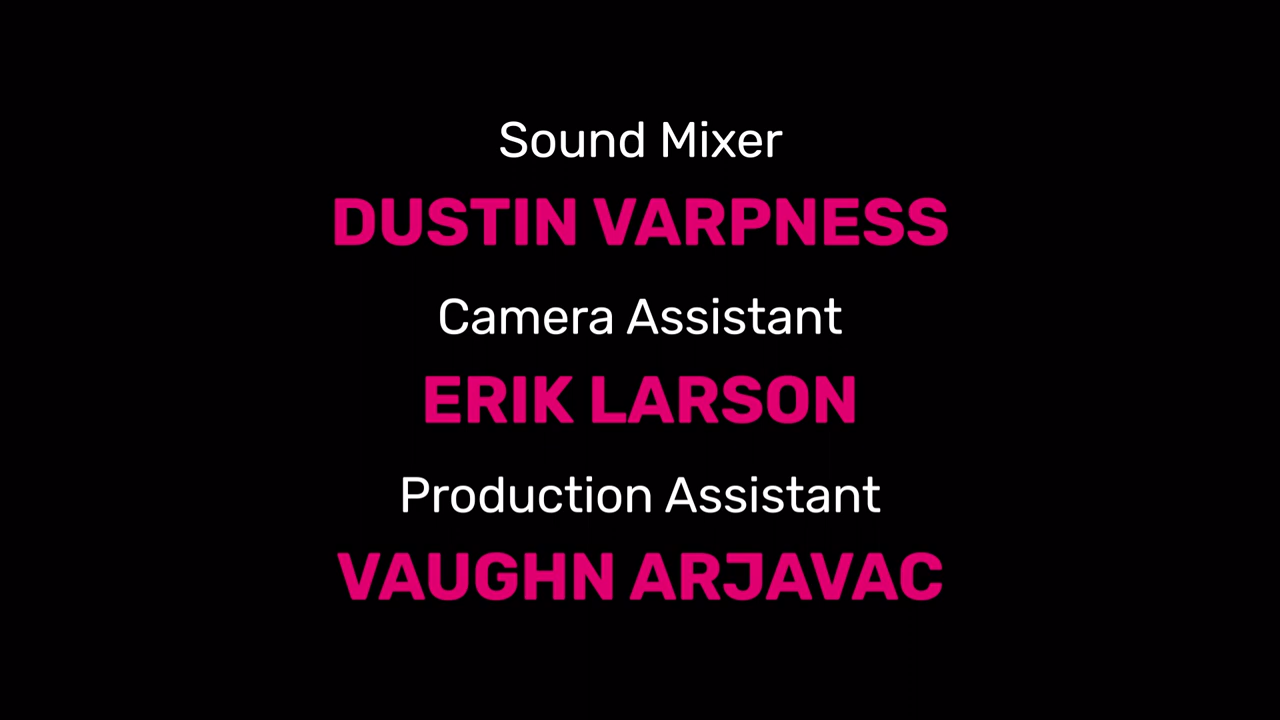 Sound Mixer
DUSTIN VARPNESS
Camera Assistant
ERIK LARSON
Production Assistant
VAUGHN ARJAVAC